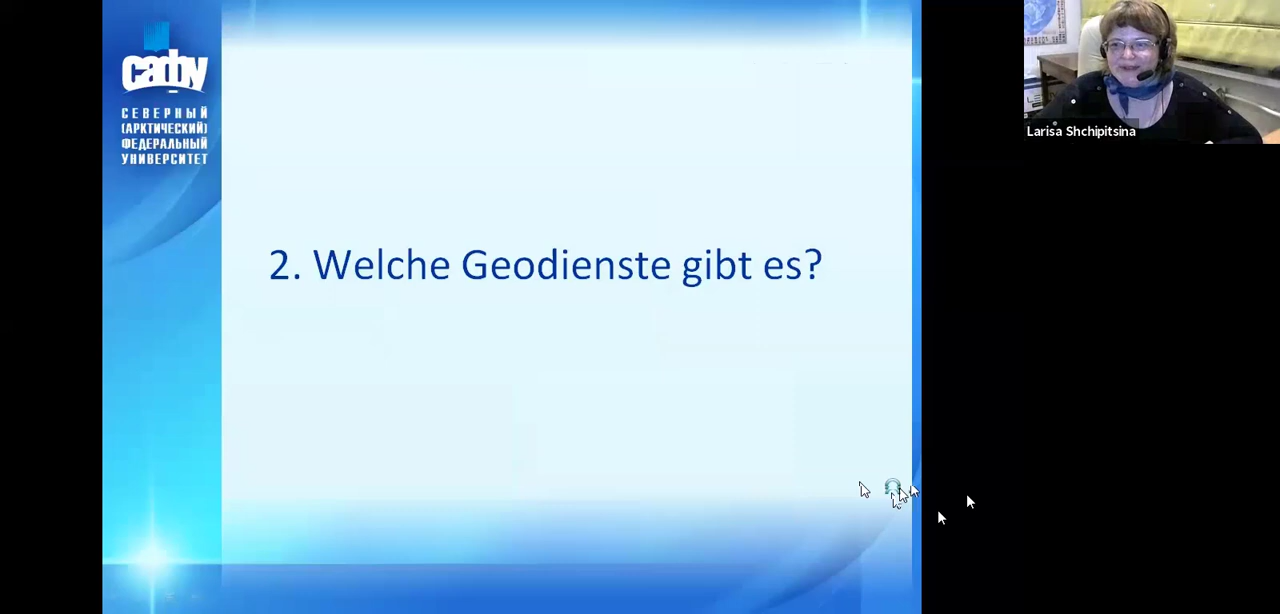 сафу
СЕВЕРНЫЙ
(АРКТИЧЕСКИЙ)
ФЕДЕРАЛЬНЫЙ
УНИВЕРСИТЕТ
2. Welche Geodienste gibt es?
Larisa Shchipitsina